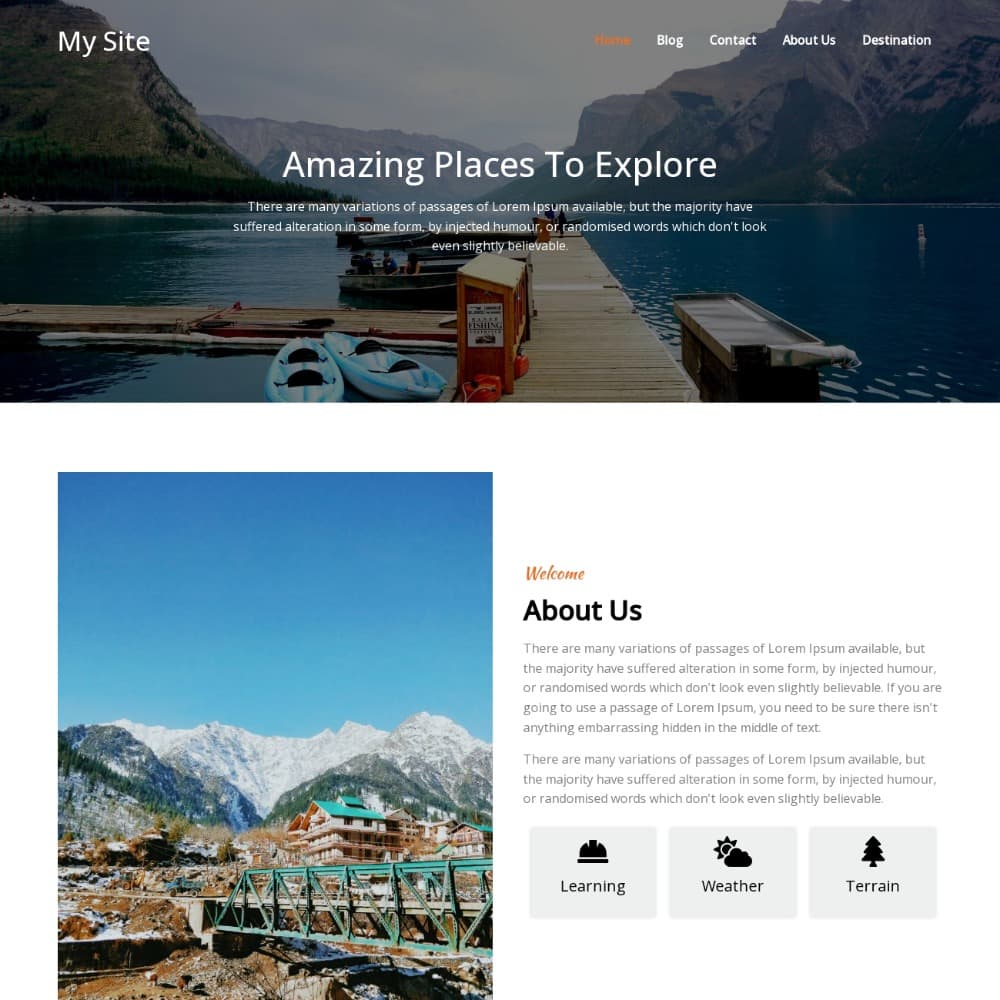 My Site
Home Blog Contact About Us Destination
Amazing Places To Explore
There are many variations of passages of Lorem Ipsum available, but the majority have
suffered alteration in some form, by injected humour, or randomised words which don't look
even slightly believable.
FISHING
Welcome
About Us
There are many variations of passages of Lorem Ipsum available, but
the majority have suffered alteration in some form, by injected humour,
or randomised words which don't look even slightly believable. If you are
going to use a passage of Lorem Ipsum, you need to be sure there isn't
anything embarrassing hidden in the middle of text.
There are many variations of passages of Lorem Ipsum available, but
the majority have suffered alteration in some form, by injected humour,
or randomised words which don't look even slightly believable.
Learning Weather Terrain